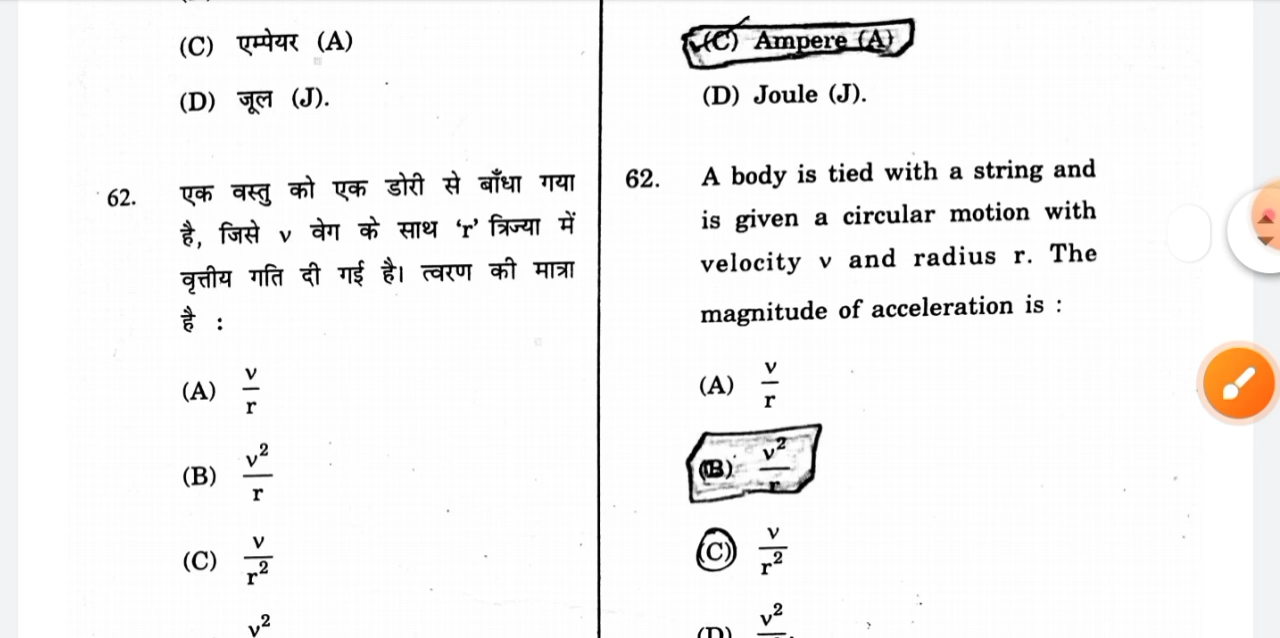 (C) एम्पेयर (A)
(D) जूल (J).
62. एक वस्तु को एक डोरी से बाँधा गया
है, जिसे v वेग के साथ ‘r’ त्रिज्या में
वृत्तीय गति दी गई है। त्वरण की मात्रा
है :
(A) v/r
(B) v²/r
(C) v/r²
v²
(C) Ampere (A)
(D) Joule (J).
62. A body is tied with a string and
is given a circular motion with
velocity v and radius r. The
magnitude of acceleration is :
(A) v/r
(B) v²/r
(C) v/r²
(D) v²